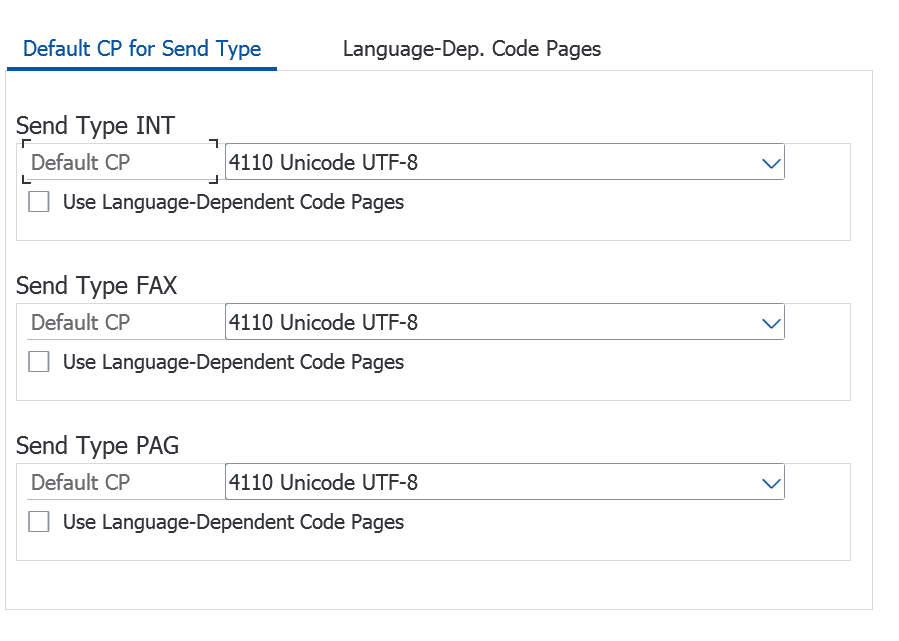 Default CP for Send Type Language-Dep. Code Pages
Send Type INT
Default CP 4110 Unicode UTF-8
Use Language-Dependent Code Pages
Send Type FAX
Default CP 4110 Unicode UTF-8
Use Language-Dependent Code Pages
Send Type PAG
Default CP 4110 Unicode UTF-8
Use Language-Dependent Code Pages